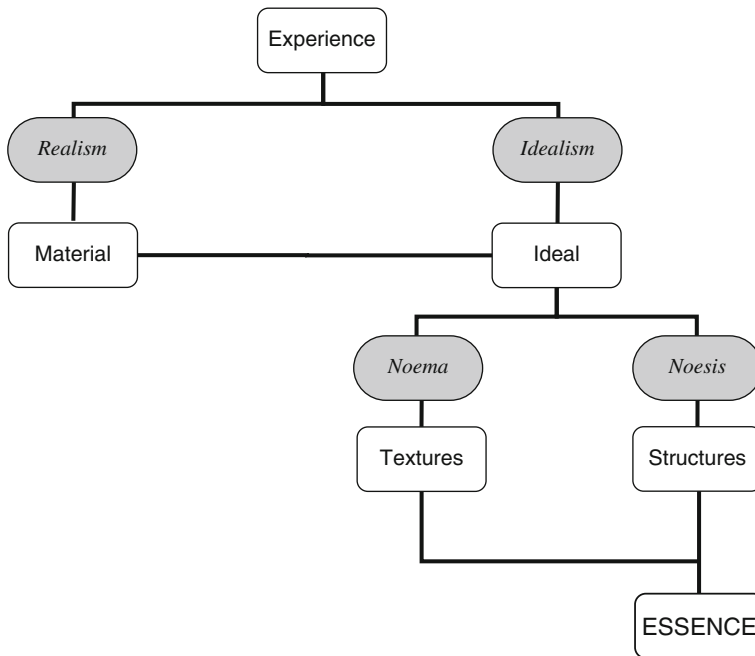 Experience
Realism
Idealism
Material
Ideal
Noema
Noesis
Textures
Structures
ESSENCE